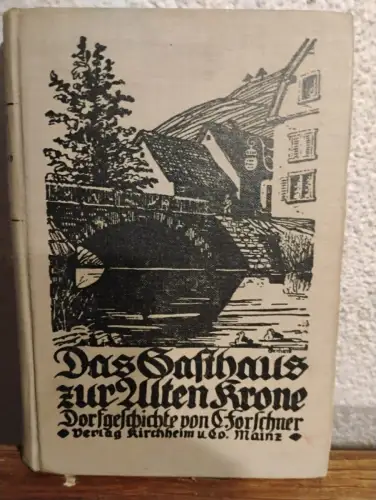 Das Gasthaus
zur Alten Krone
Dorfgeschichte von C. Forschner
Verlag Kirchheim u. Co. Mainz